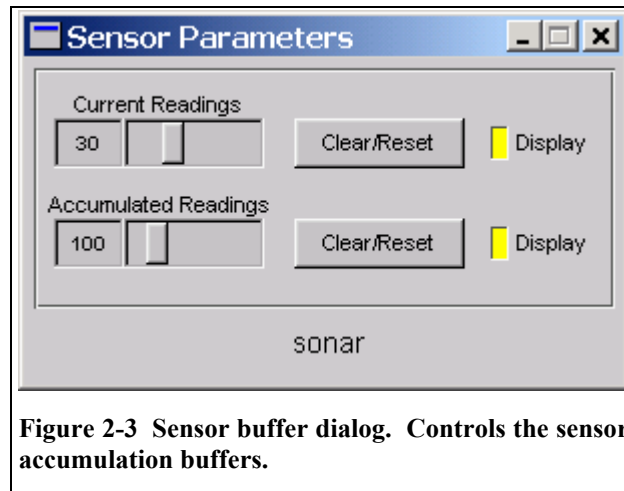 Sensor Parameters
Current Readings
30 Clear/Reset Display
Accumulated Readings
100 Clear/Reset Display
sonar
Figure 2-3 Sensor buffer dialog. Controls the sensor
accumulation buffers.